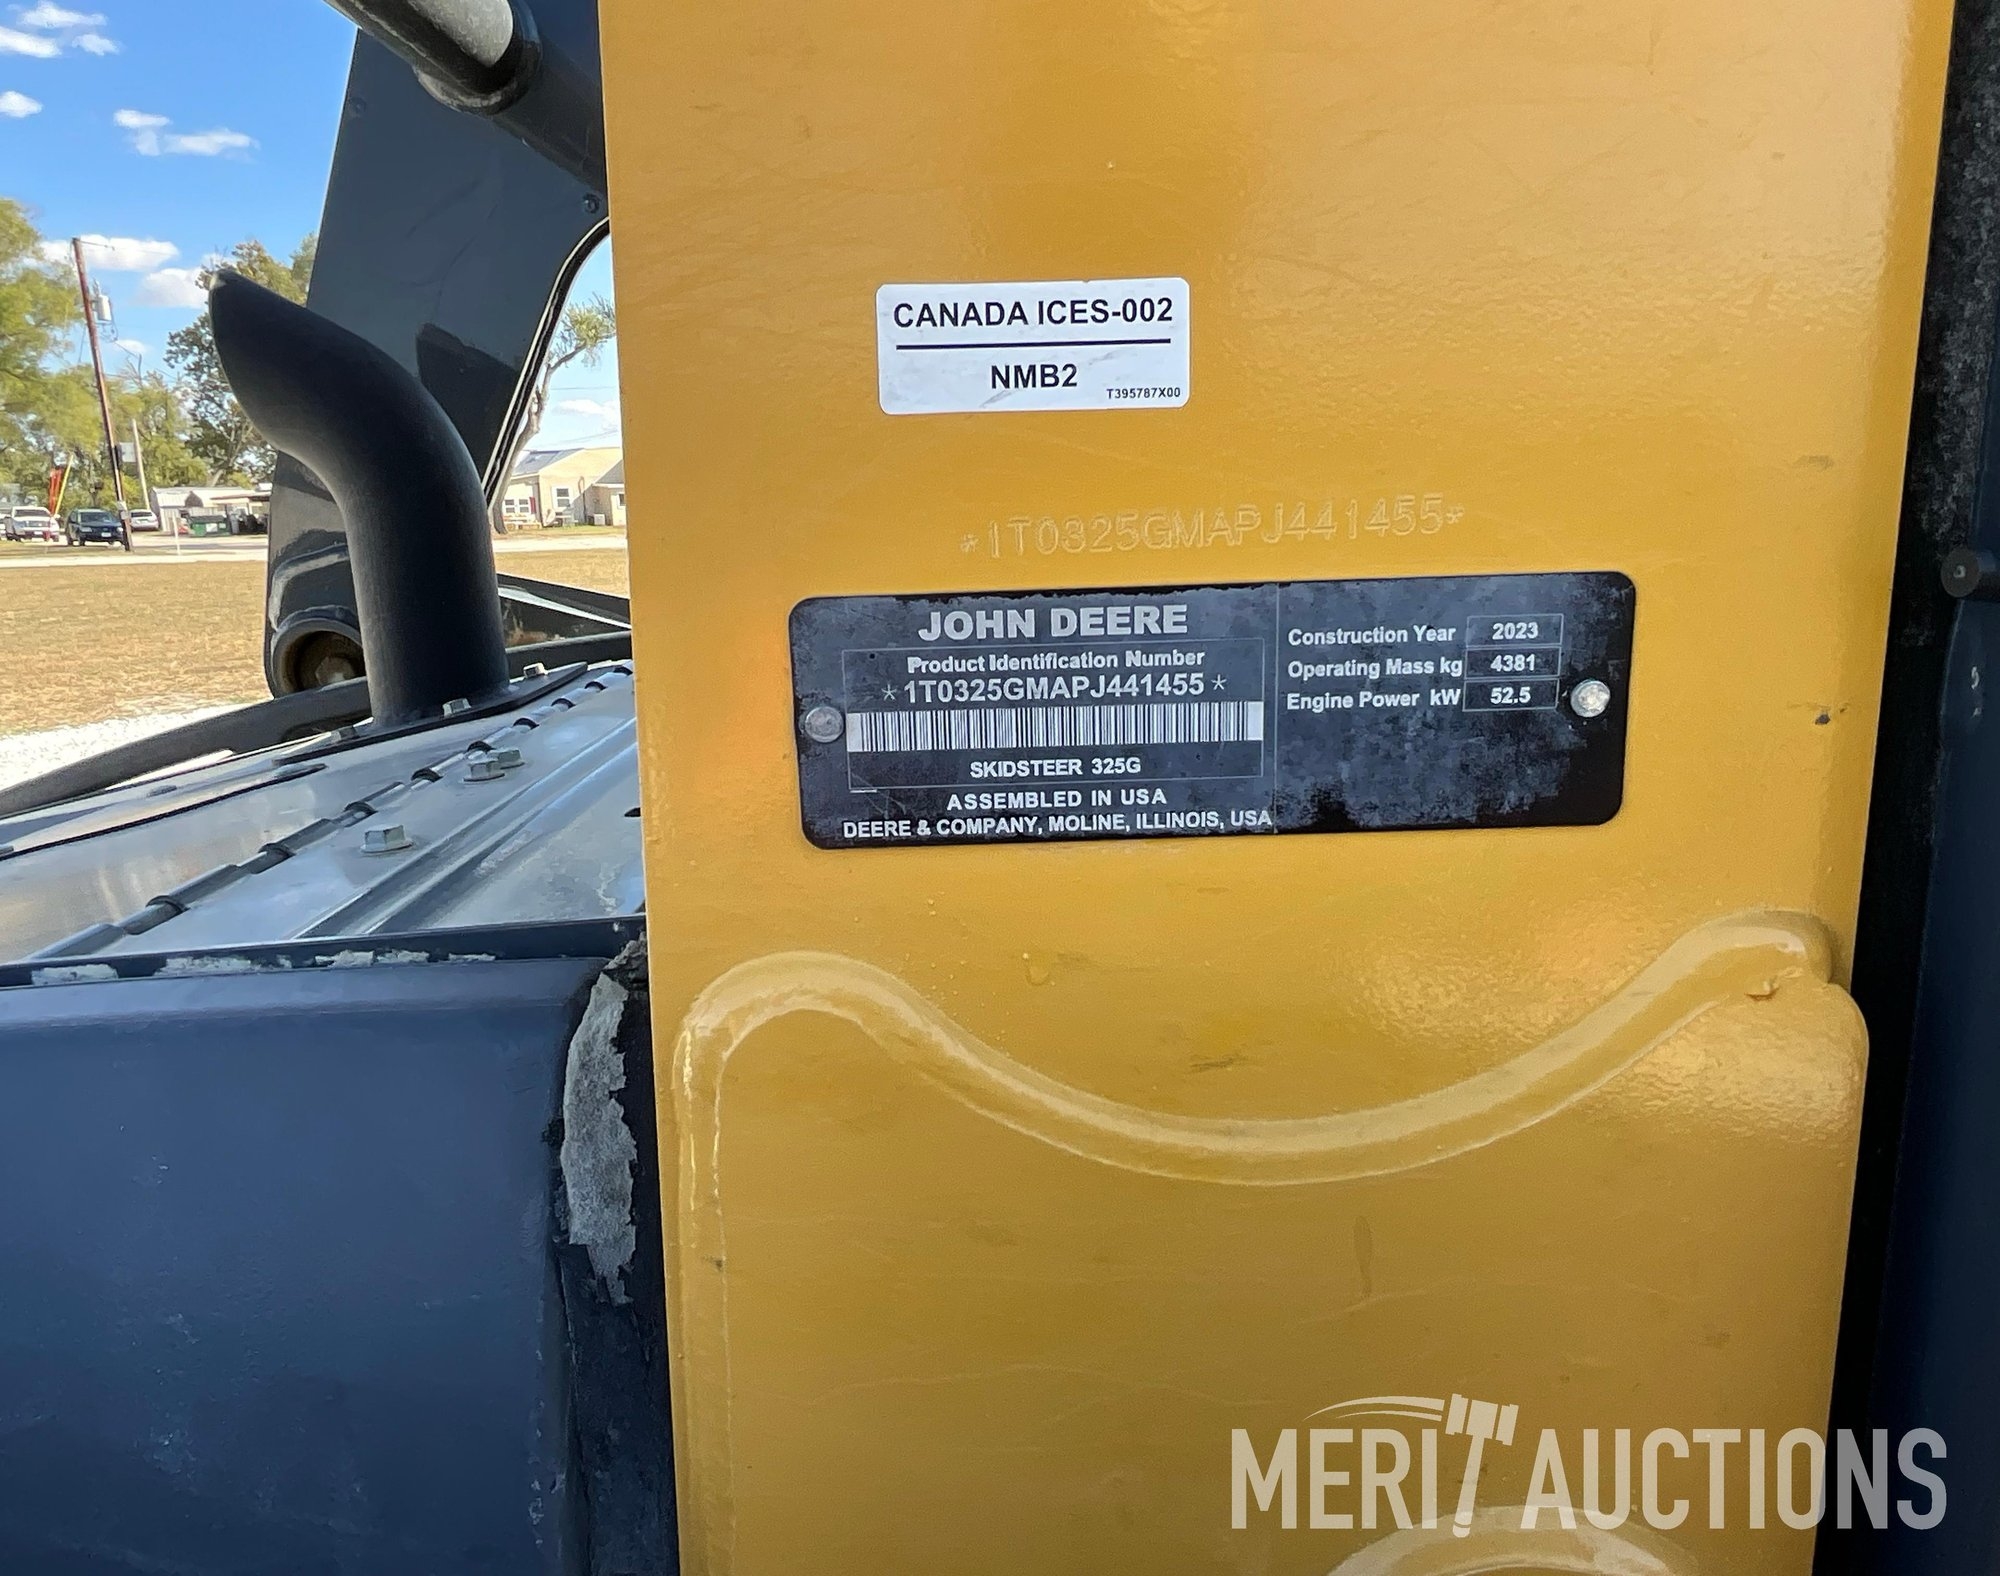 CANADA ICES-002
NMB2
T395787X00
*1T0325GMAPJ441455*
JOHN DEERE
Product Identification Number
*1T0325GMAPJ441455*
SKIDSTEER 325G
ASSEMBLED IN USA
DEERE & COMPANY, MOLINE, ILLINOIS, USA
Construction Year 2023
Operating Mass kg 4381
Engine Power kW 52.5
MERIT AUCTIONS